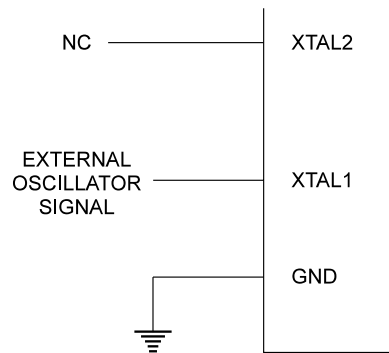 NC XTAL2
EXTERNAL
OSCILLATOR
SIGNAL
XTAL1
GND